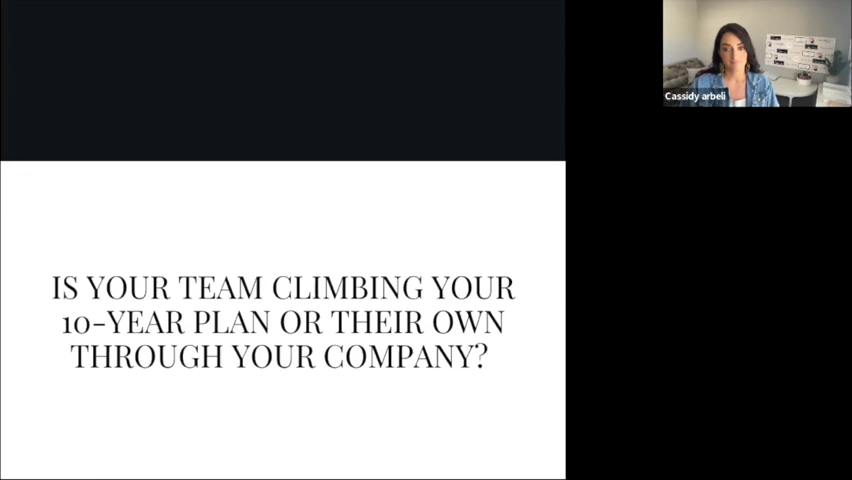 Cassidy arbeli
IS YOUR TEAM CLIMBING YOUR
10-YEAR PLAN OR THEIR OWN
THROUGH YOUR COMPANY?